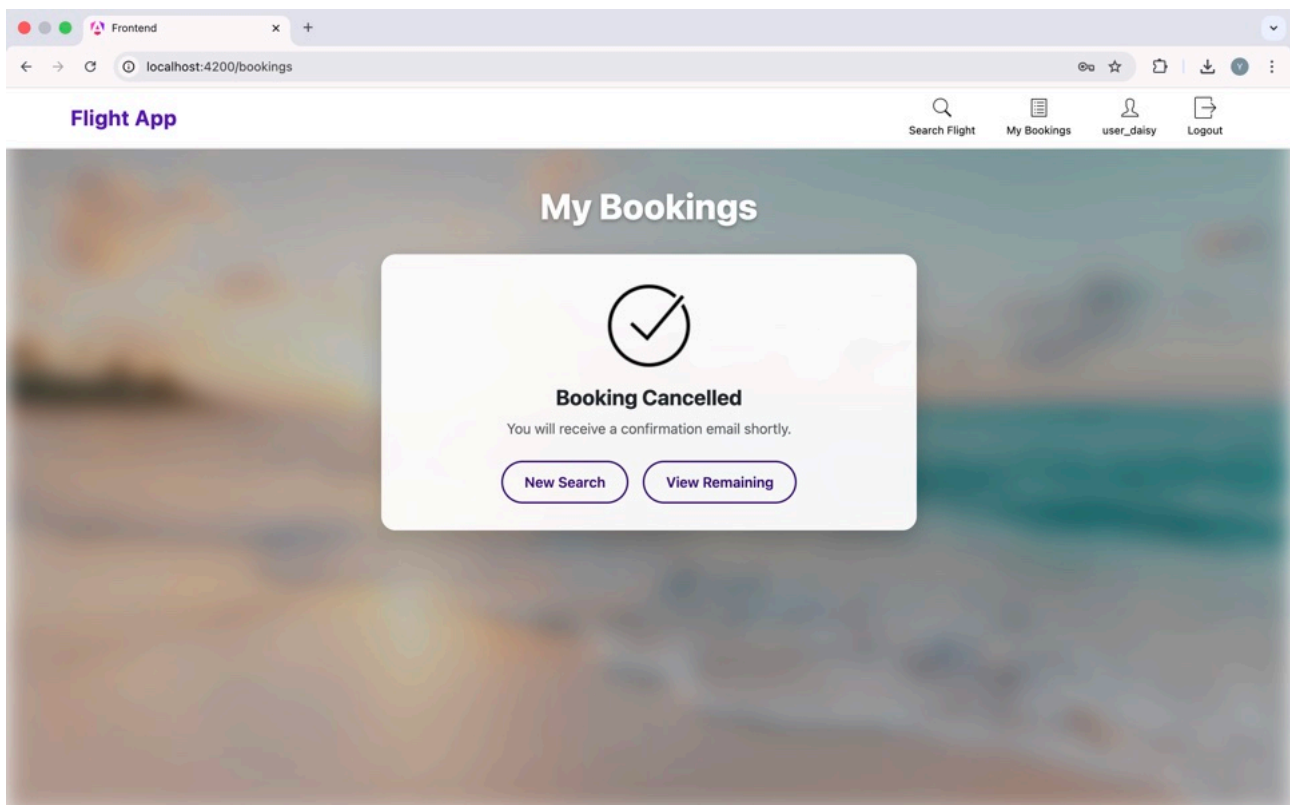 Frontend
localhost:4200/bookings
Y
Flight App
Search Flight
My Bookings
user_daisy
Logout
My Bookings
Booking Cancelled
You will receive a confirmation email shortly.
New Search
View Remaining